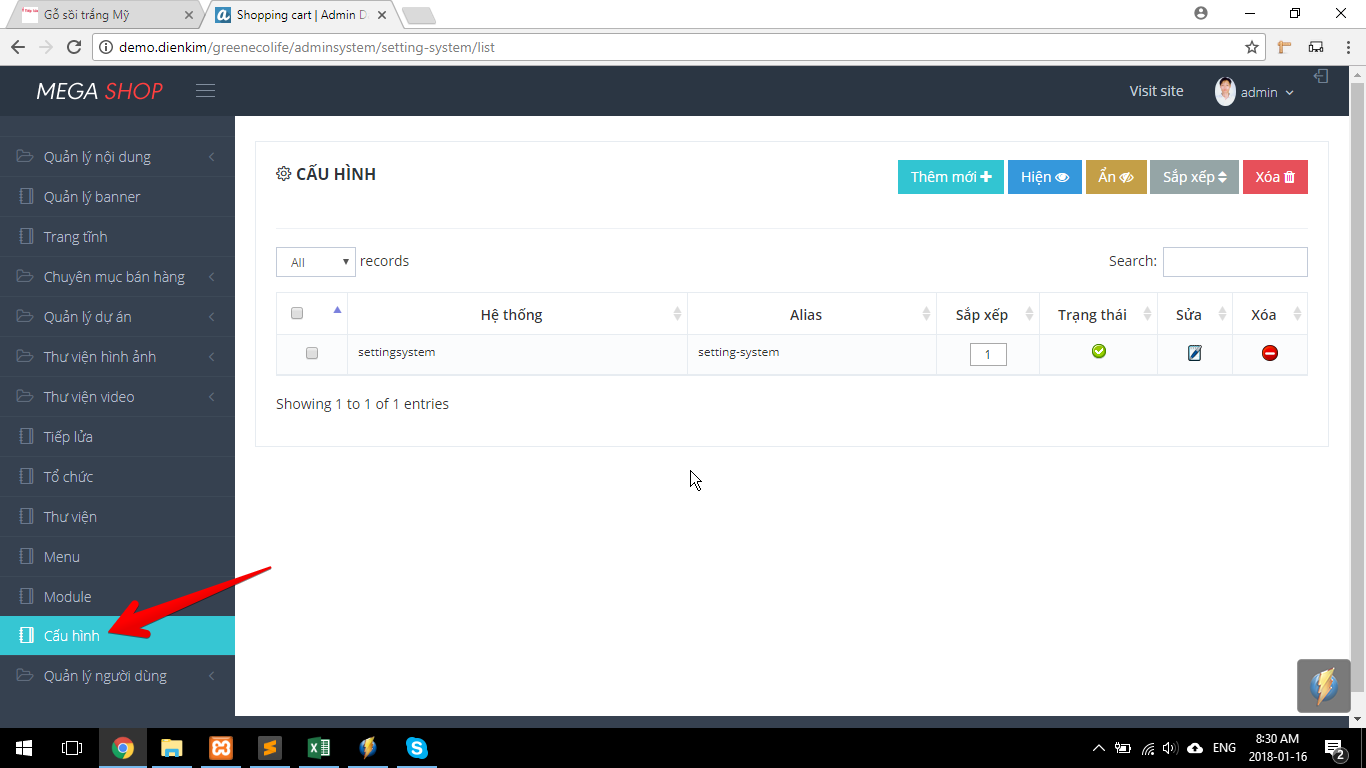 Gỗ sồi trắng Mỹ
Shopping cart | Admin D
demo.dienkim/greenecolife/adminsystem/setting-system/list
MEGA SHOP
Visit site
admin
Quản lý nội dung
Quản lý banner
Trang tĩnh
Chuyên mục bán hàng
Quản lý dự án
Thư viện hình ảnh
Thư viện video
Tiếp lửa
Tổ chức
Thư viện
Menu
Module
Cấu hình
Quản lý người dùng
CẤU HÌNH
Thêm mới Hiện Ẩn Sắp xếp Xóa
All records
Search:
Hệ thống Alias Sắp xếp Trạng thái Sửa Xóa
settingsystem setting-system 1
Showing 1 to 1 of 1 entries
ENG
8:30 AM
2018-01-16
2